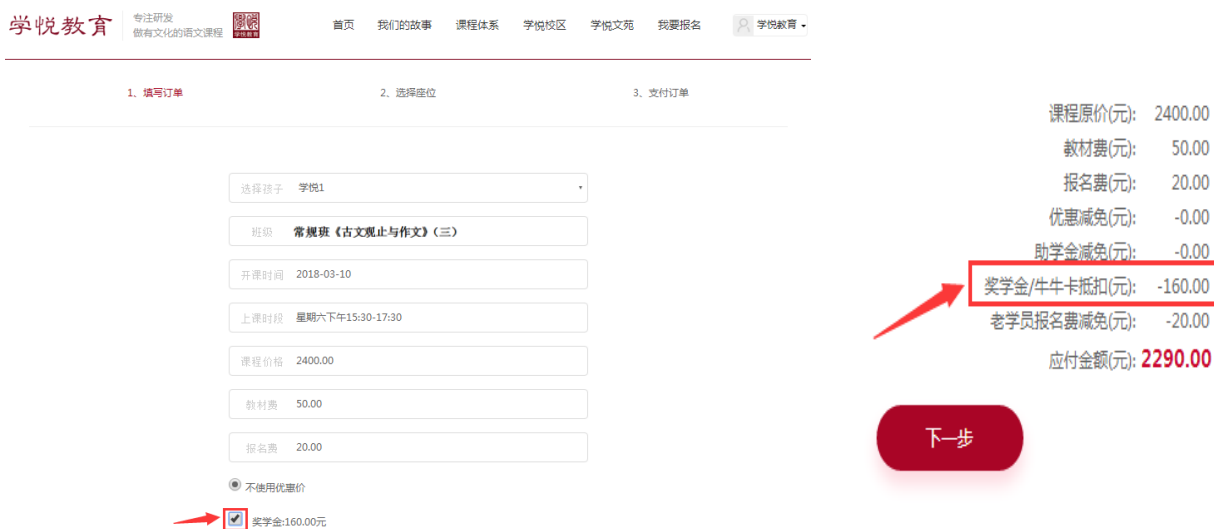 学悦教育
专注研发
做有文化的语文课程
学悦教育
首页 我们的故事 课程体系 学悦校区 学悦文苑 我要报名 学悦教育
1、填写订单 2、选择座位 3、支付订单
选择孩子 学悦1
班级 常规班《古文观止与作文》（三）
开课时间 2018-03-10
上课时段 星期六下午15:30-17:30
课程价格 2400.00
教材费 50.00
报名费 20.00
不使用优惠价
奖学金:160.00元
课程原价(元): 2400.00
教材费(元): 50.00
报名费(元): 20.00
优惠减免(元): -0.00
助学金减免(元): -0.00
奖学金/牛牛卡抵扣(元): -160.00
老学员报名费减免(元): -20.00
应付金额(元): 2290.00
下一步